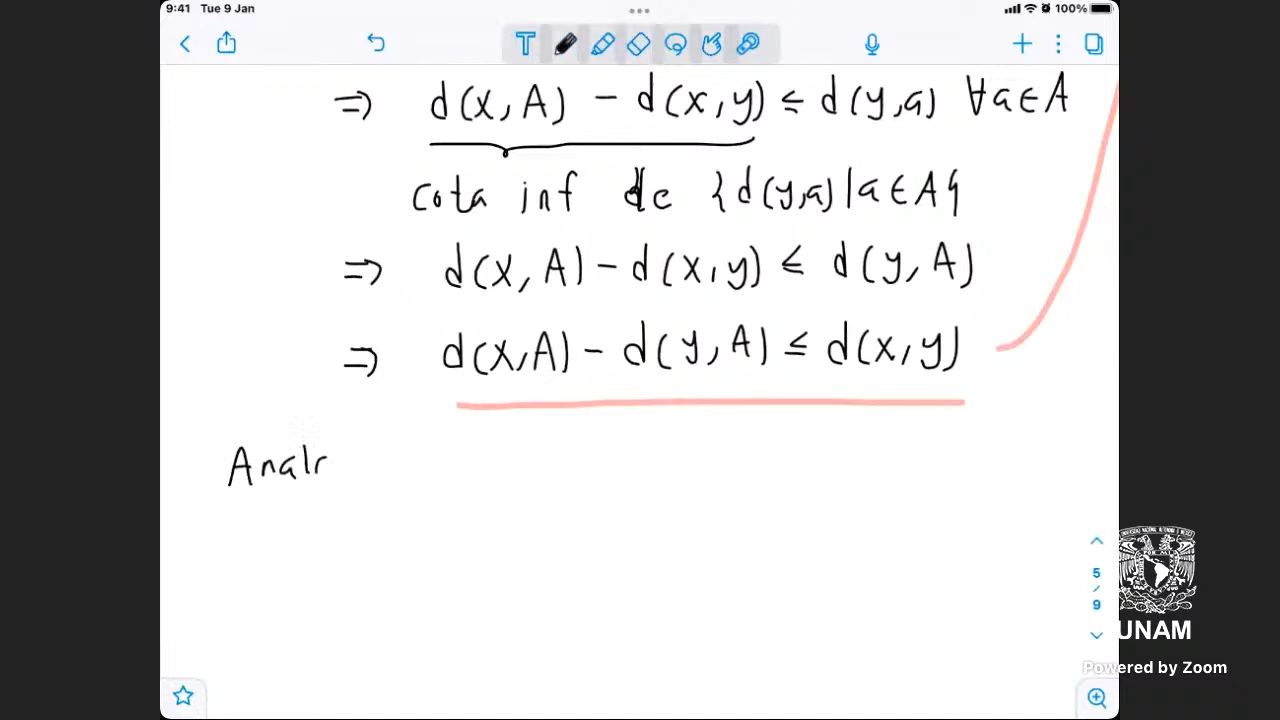 9:41 Tue 9 Jan 100%
⇒ d(x,A) - d(x,y) ≤ d(y,a) ∀a∈A
cota inf de {d(y,a)|a∈A}
⇒ d(x,A) - d(x,y) ≤ d(y,A)
⇒ d(x,A) - d(y,A) ≤ d(x,y)
Analr
5
9
UNAM
Powered by Zoom